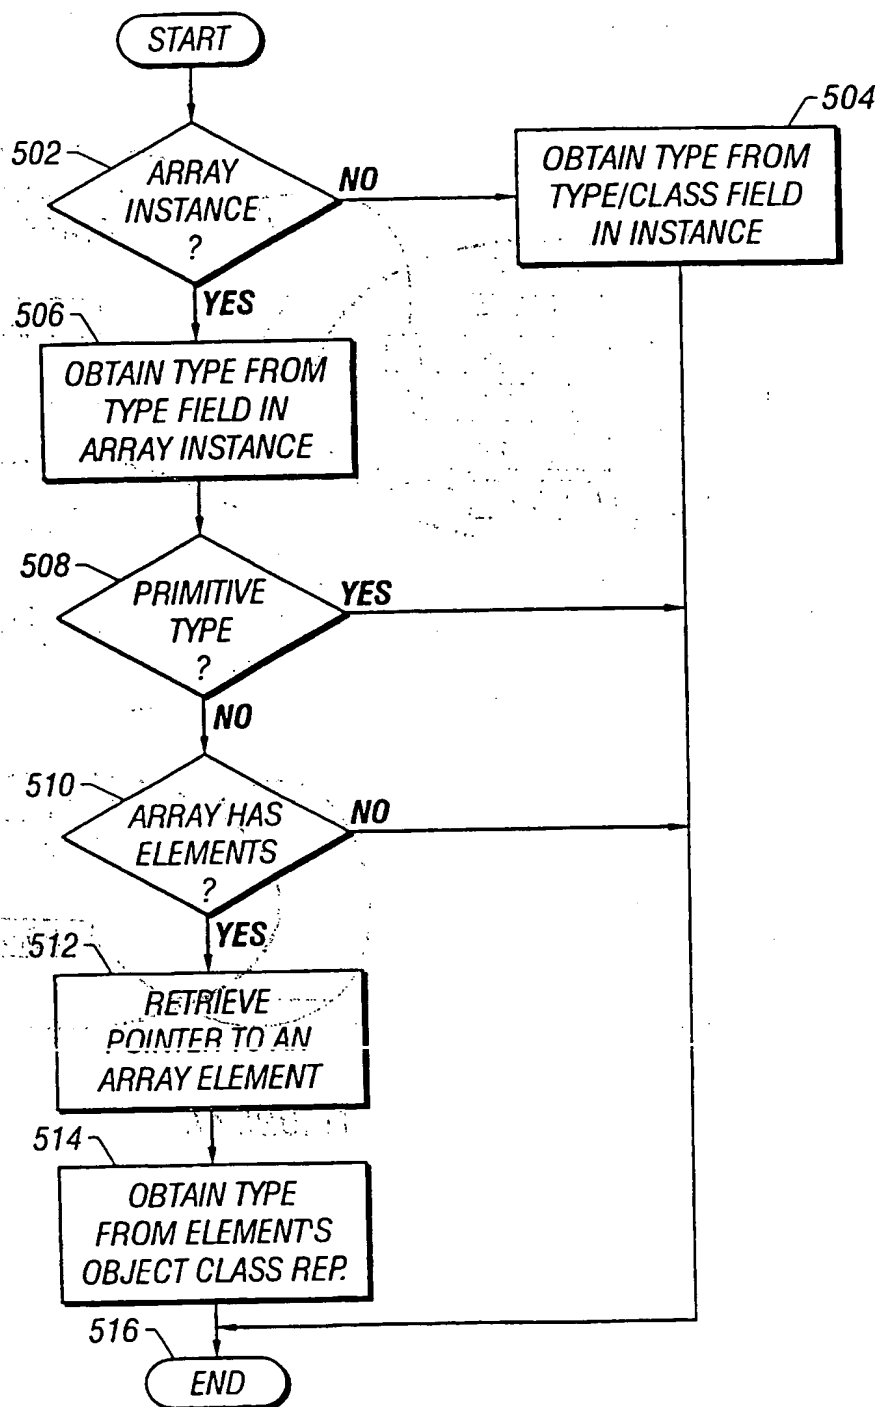 START
502
ARRAY
INSTANCE
?
NO
504
OBTAIN TYPE FROM
TYPE/CLASS FIELD
IN INSTANCE
YES
506
OBTAIN TYPE FROM
TYPE FIELD IN
ARRAY INSTANCE
508
PRIMITIVE
TYPE
?
YES
NO
510
ARRAY HAS
ELEMENTS
?
NO
YES
512
RETRIEVE
POINTER TO AN
ARRAY ELEMENT
514
OBTAIN TYPE
FROM ELEMENT'S
OBJECT CLASS REP.
516
END